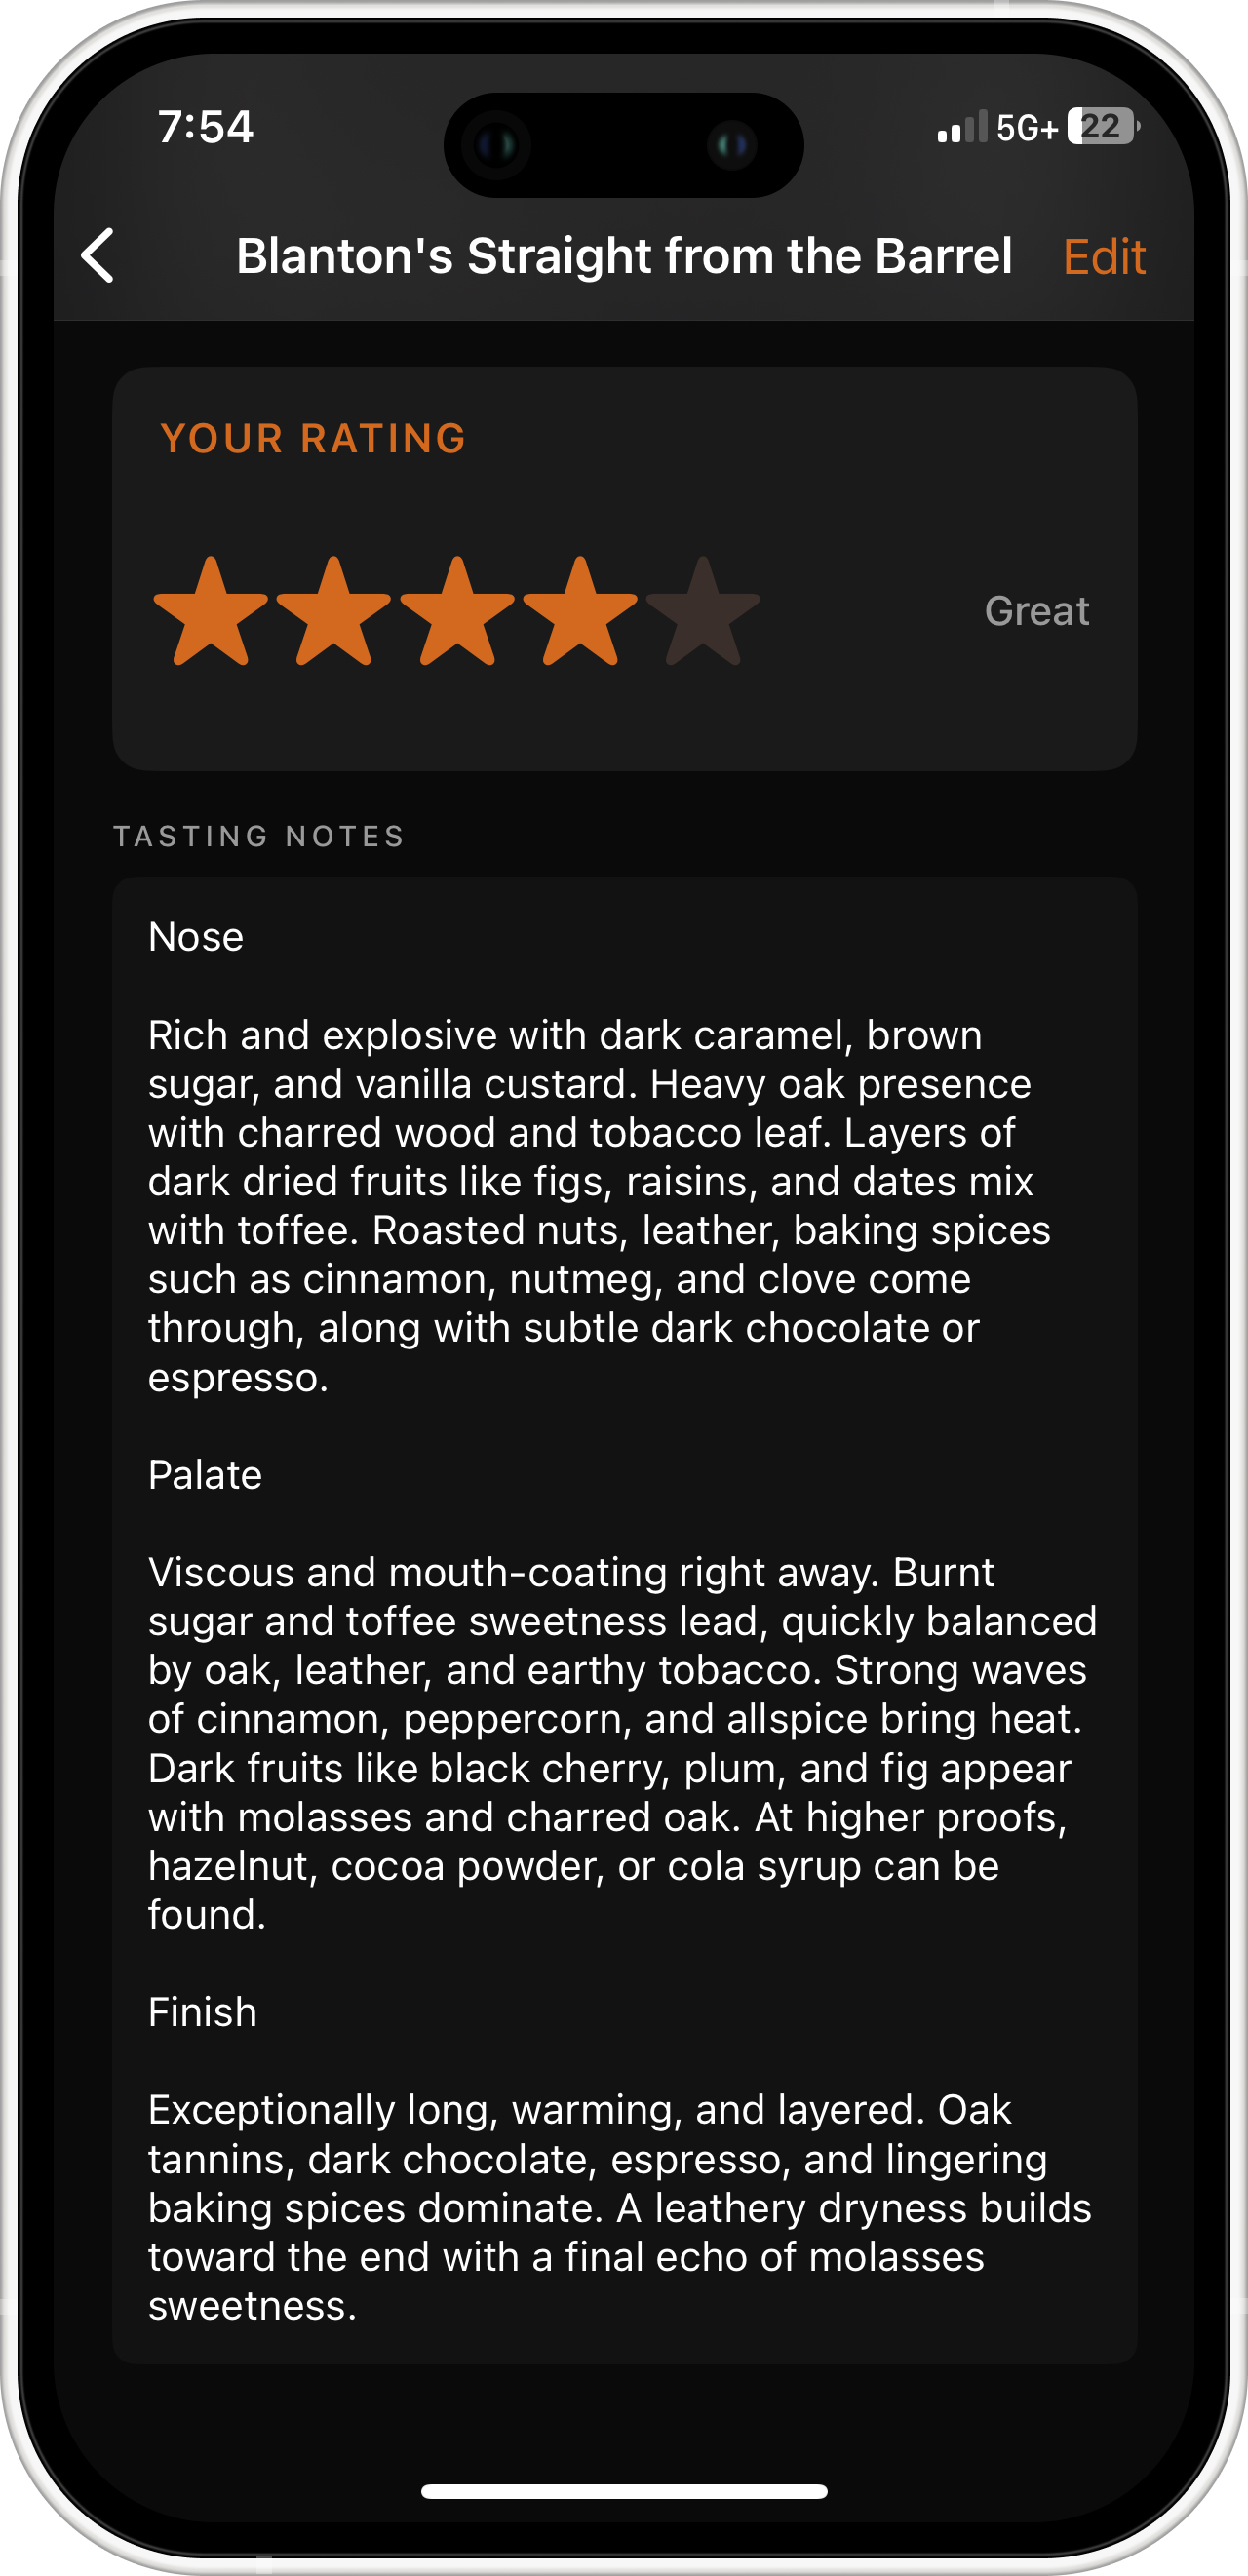 7:54
5G+ 22
Blanton's Straight from the Barrel
Edit
YOUR RATING
Great
TASTING NOTES
Nose
Rich and explosive with dark caramel, brown
sugar, and vanilla custard. Heavy oak presence
with charred wood and tobacco leaf. Layers of
dark dried fruits like figs, raisins, and dates mix
with toffee. Roasted nuts, leather, baking spices
such as cinnamon, nutmeg, and clove come
through, along with subtle dark chocolate or
espresso.
Palate
Viscous and mouth-coating right away. Burnt
sugar and toffee sweetness lead, quickly balanced
by oak, leather, and earthy tobacco. Strong waves
of cinnamon, peppercorn, and allspice bring heat.
Dark fruits like black cherry, plum, and fig appear
with molasses and charred oak. At higher proofs,
hazelnut, cocoa powder, or cola syrup can be
found.
Finish
Exceptionally long, warming, and layered. Oak
tannins, dark chocolate, espresso, and lingering
baking spices dominate. A leathery dryness builds
toward the end with a final echo of molasses
sweetness.